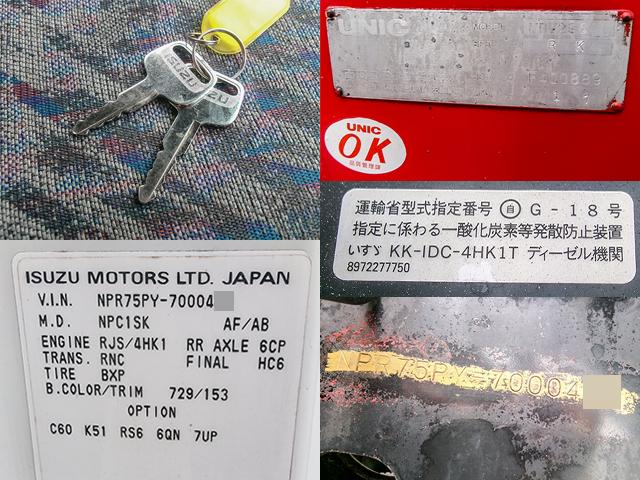 ISUZU
UNIC
MODEL
UNIC
OK
品質管理課
運輸省型式指定番号 自 G-18号
指定に係わる一酸化炭素等発散防止装置
いすゞ KK-IDC-4HK1T ディーゼル機関
8972277750
ISUZU MOTORS LTD. JAPAN
V.I.N. NPR75PY-70004
M.D. NPC1SK AF/AB
ENGINE RJS/4HK1 RR AXLE 6CP
TRANS. RNC FINAL HC6
TIRE BXP
B.COLOR/TRIM 729/153
OPTION
C60 K51 RS6 6QN 7UP
NPR75PY-70004